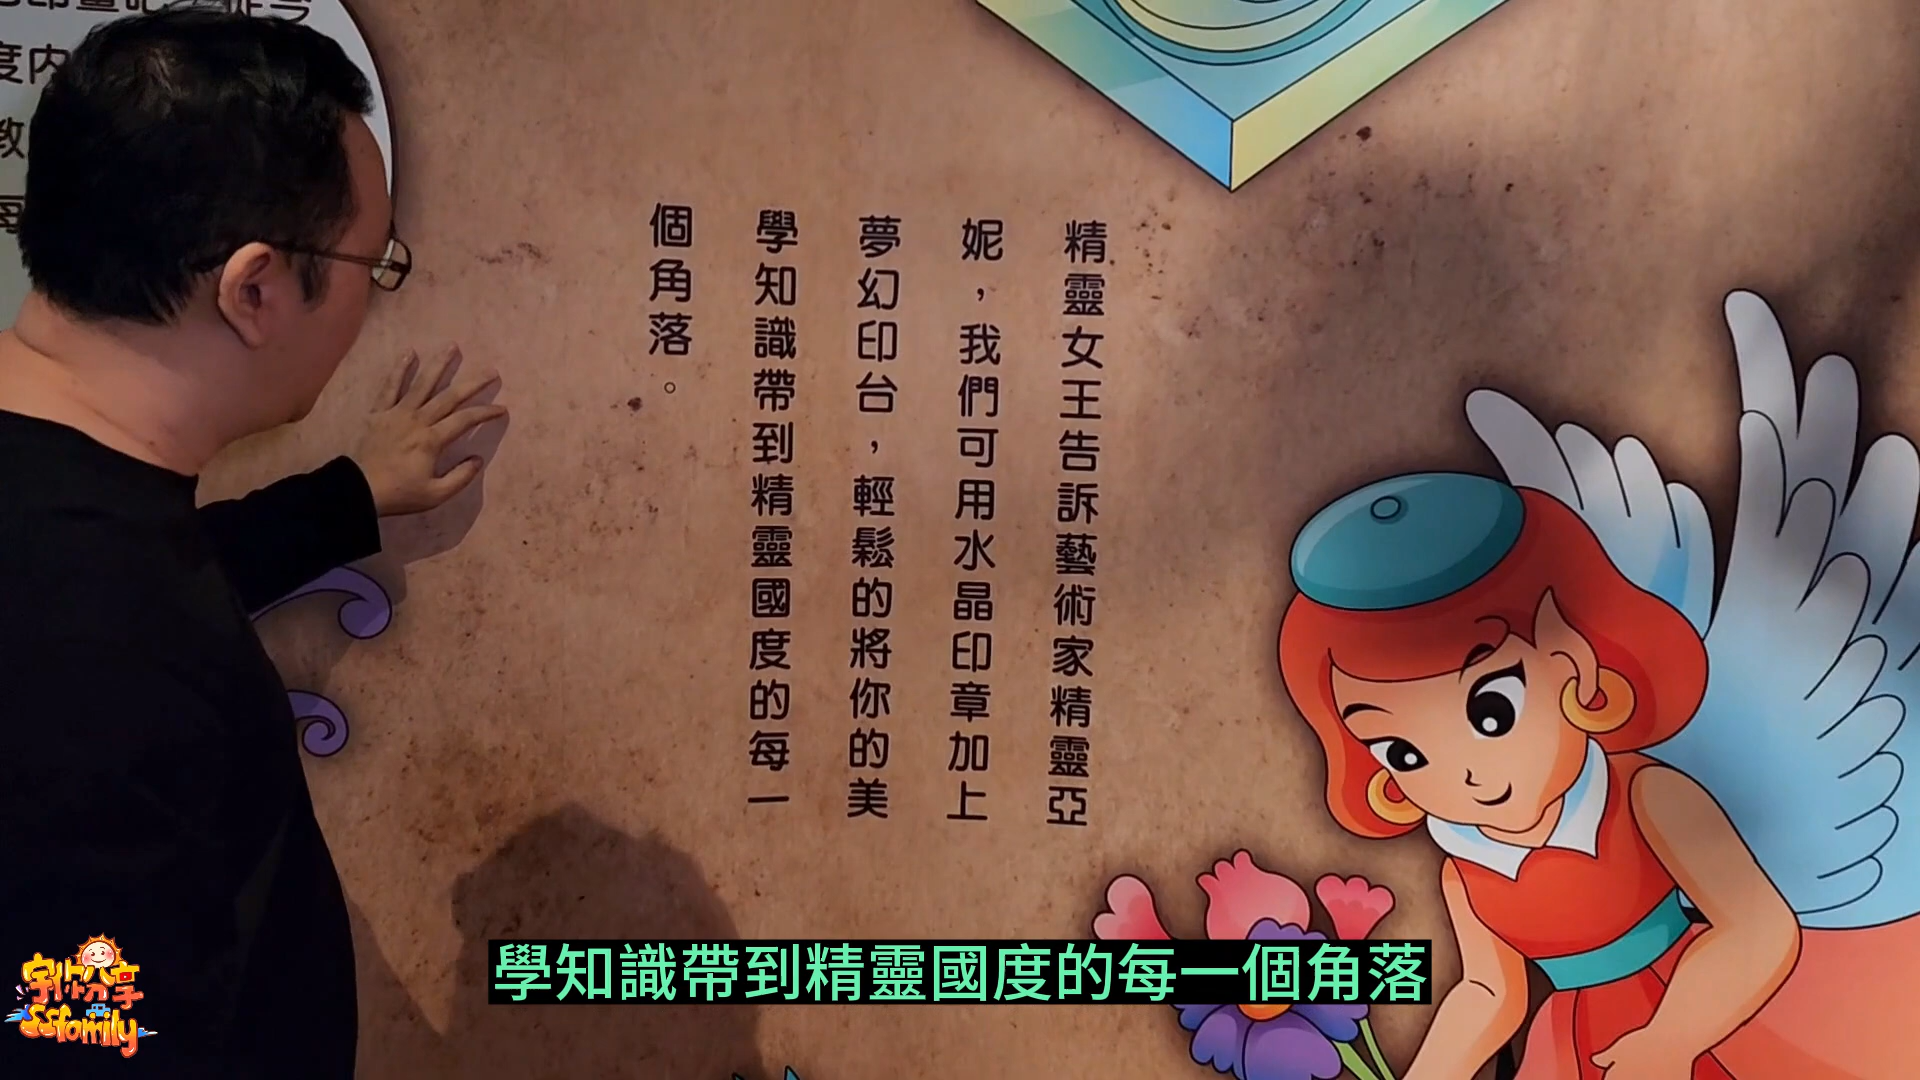 精靈女王告訴藝術家精靈亞
妮，我們可用水晶印章加上
夢幻印台，輕鬆的將你的美
學知識帶到精靈國度的每一
個角落。
學知識帶到精靈國度的每一個角落
SSfamily